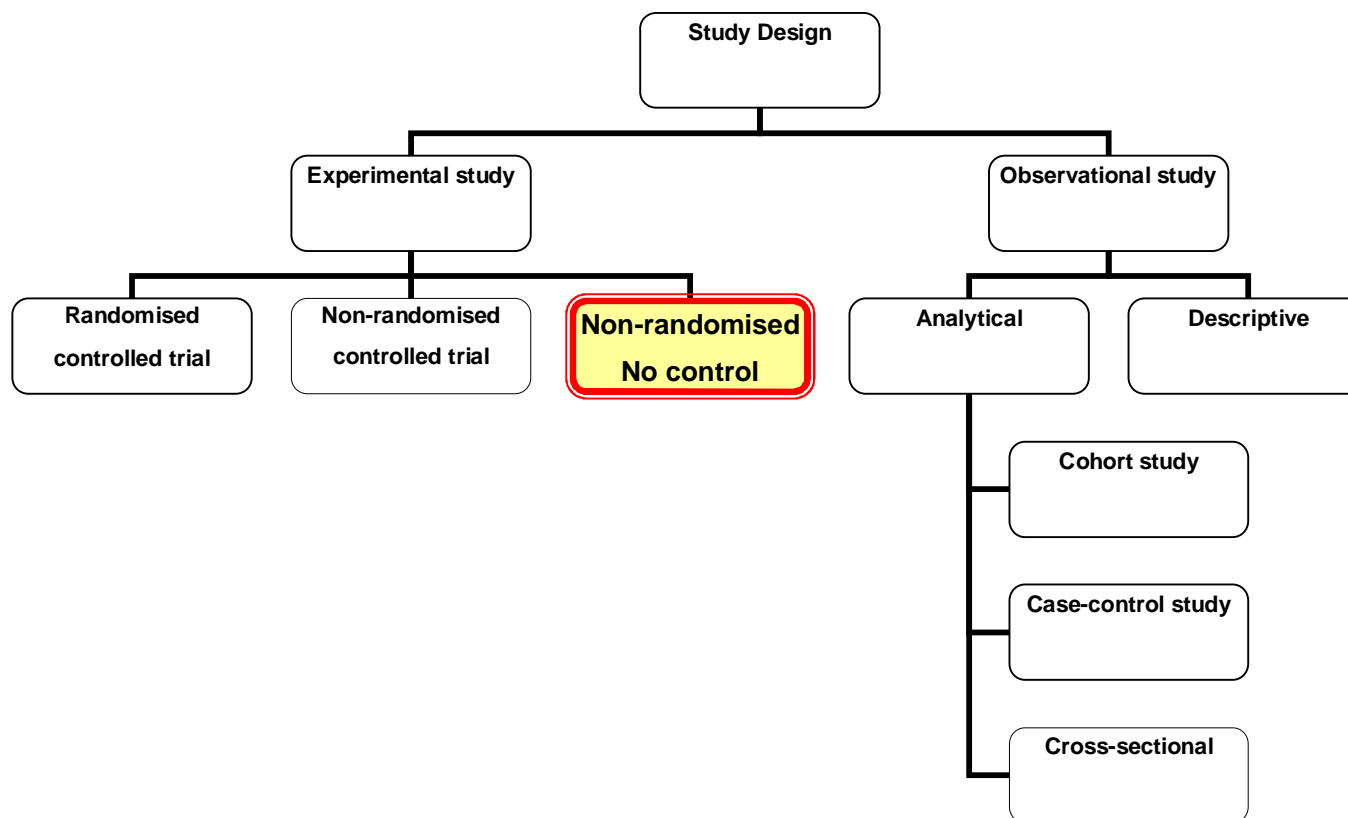 Study Design
Experimental study
Observational study
Randomised
controlled trial
Non-randomised
controlled trial
Non-randomised
No control
Analytical
Descriptive
Cohort study
Case-control study
Cross-sectional